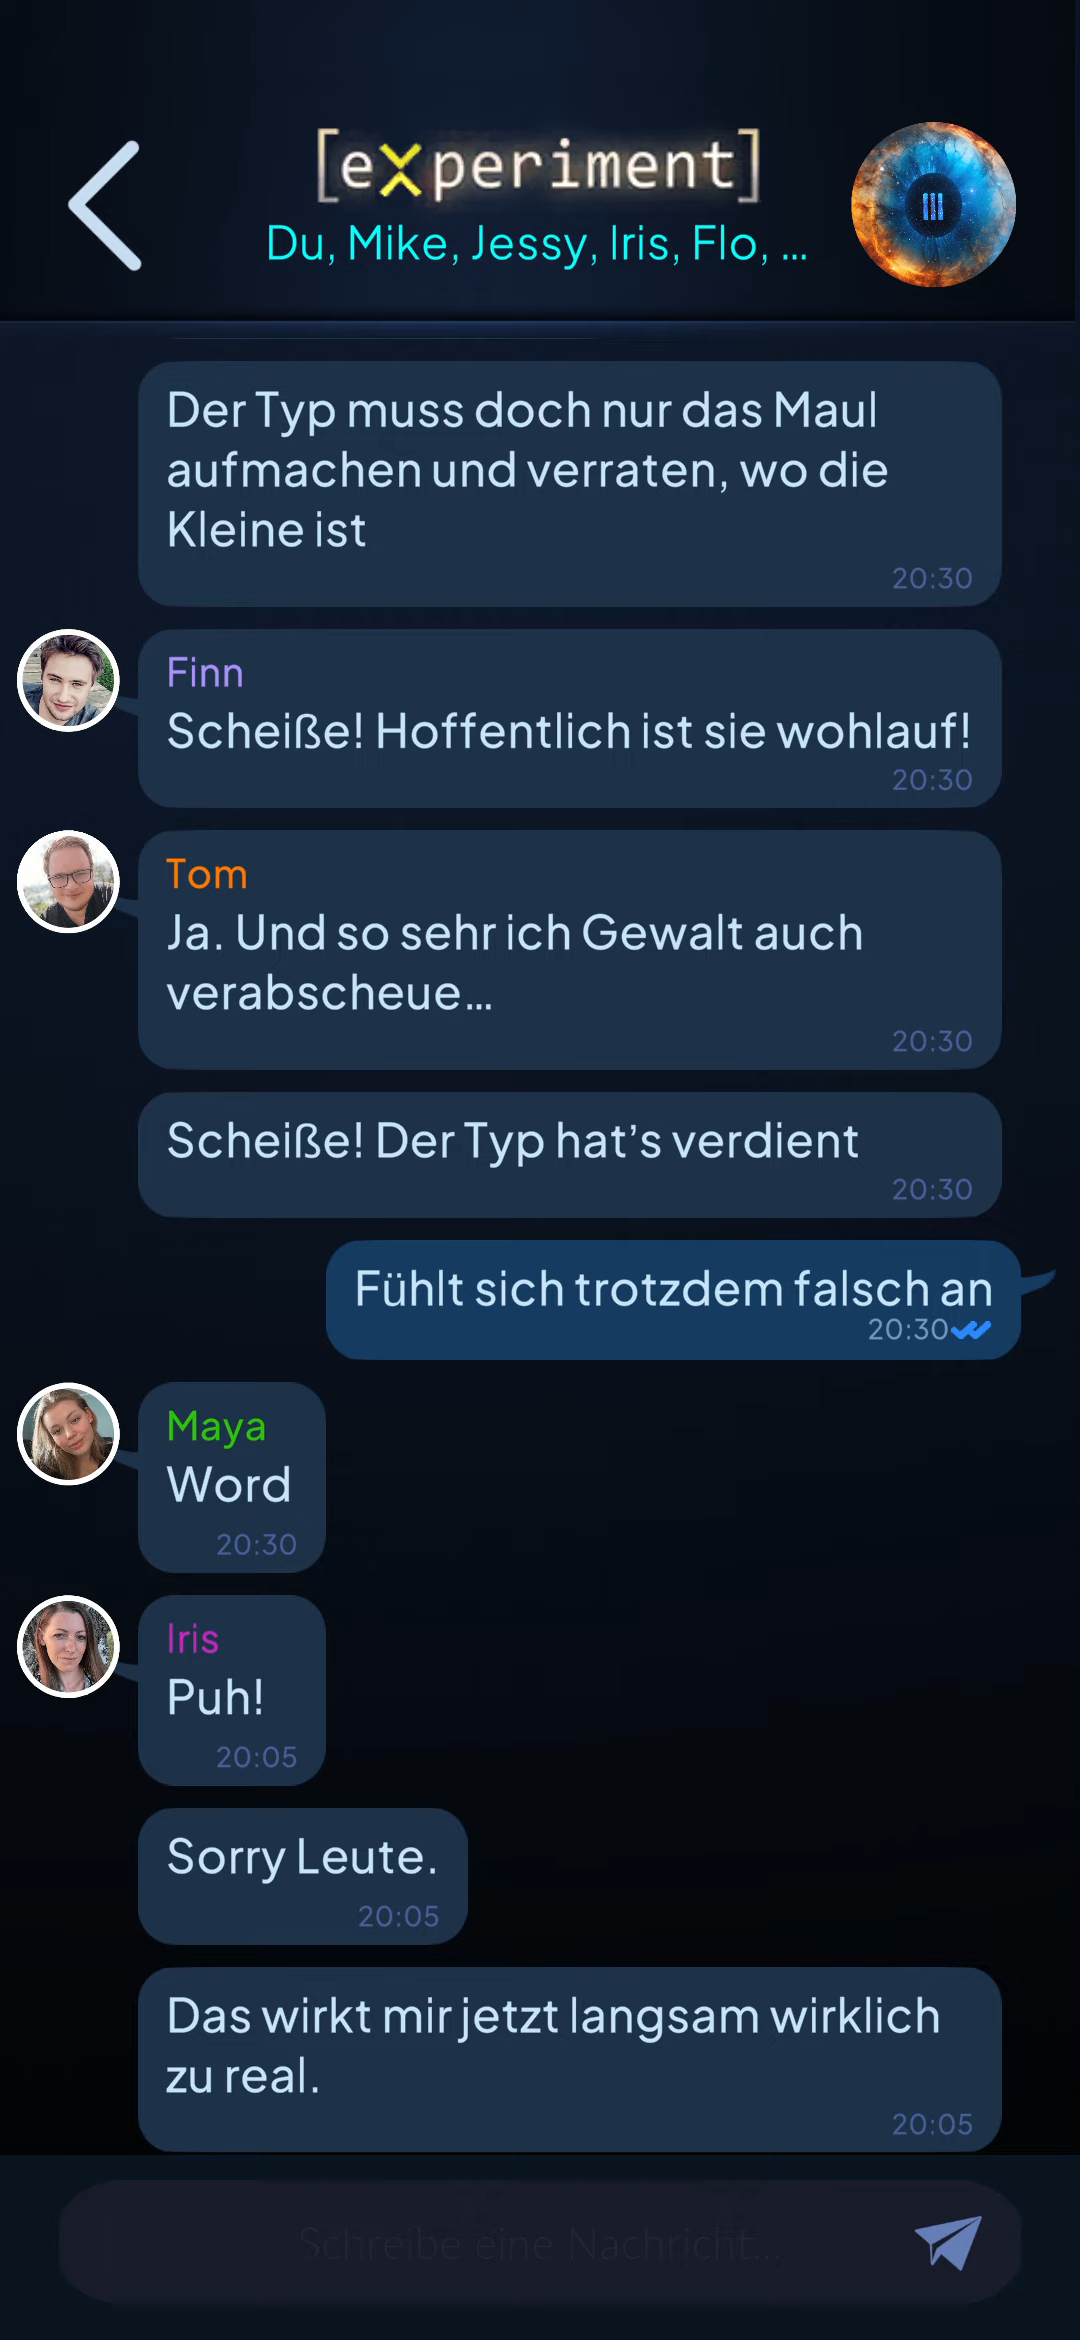 [eXperiment]
Du, Mike, Jessy, Iris, Flo, ...
Der Typ muss doch nur das Maul
aufmachen und verraten, wo die
Kleine ist
20:30
Finn
Scheiße! Hoffentlich ist sie wohlauf!
20:30
Tom
Ja. Und so sehr ich Gewalt auch
verabscheue...
20:30
Scheiße! Der Typ hat's verdient
20:30
Fühlt sich trotzdem falsch an
20:30
Maya
Word
20:30
Iris
Puh!
20:05
Sorry Leute.
20:05
Das wirkt mir jetzt langsam wirklich
zu real.
20:05
Schreibe eine Nachricht...